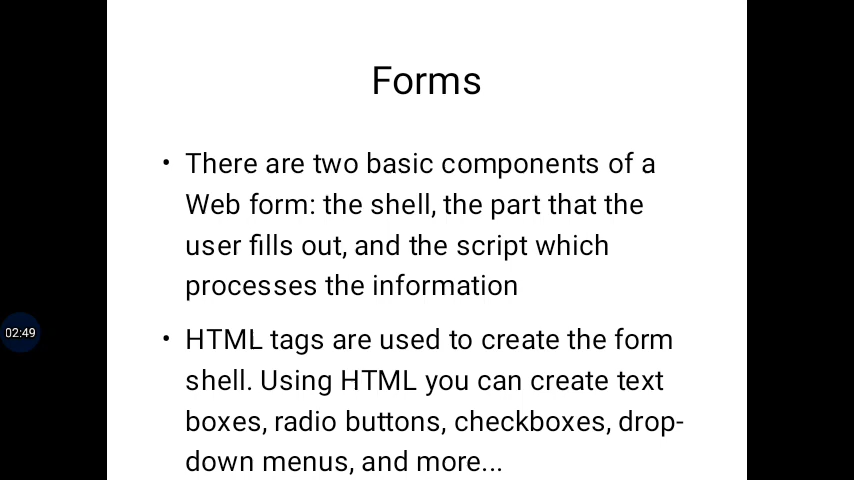 Forms
• There are two basic components of a
Web form: the shell, the part that the
user fills out, and the script which
processes the information
02:49
• HTML tags are used to create the form
shell. Using HTML you can create text
boxes, radio buttons, checkboxes, drop-
down menus, and more...